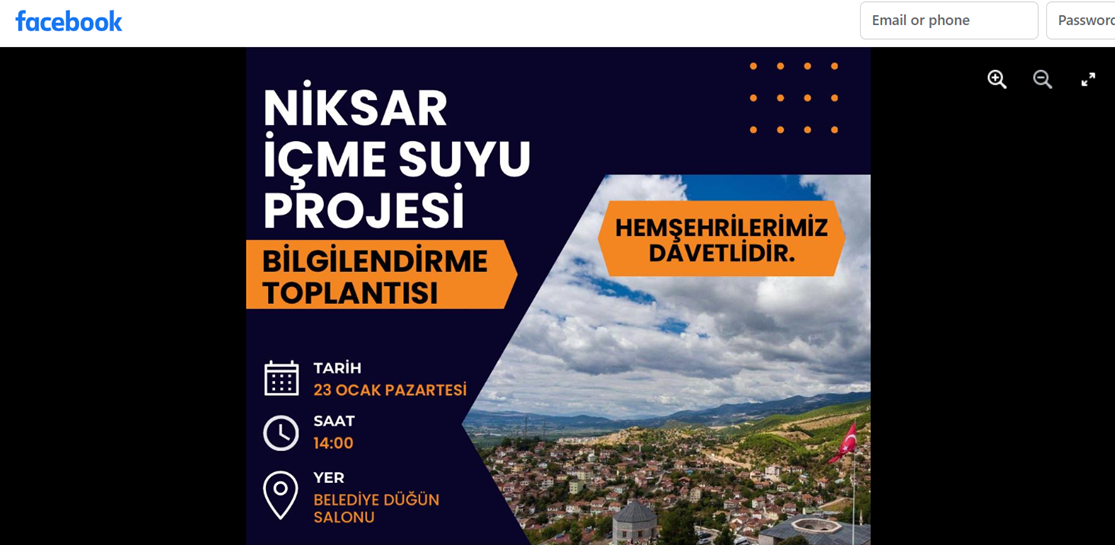 facebook
Email or phone
NİKSAR
İÇME SUYU
PROJESİ
BİLGİLENDİRME
TOPLANTISI
HEMŞEHRİLERİMİZ
DAVETLİDİR.
TARİH
23 OCAK PAZARTESİ
SAAT
14:00
YER
BELEDİYE DÜĞÜN
SALONU